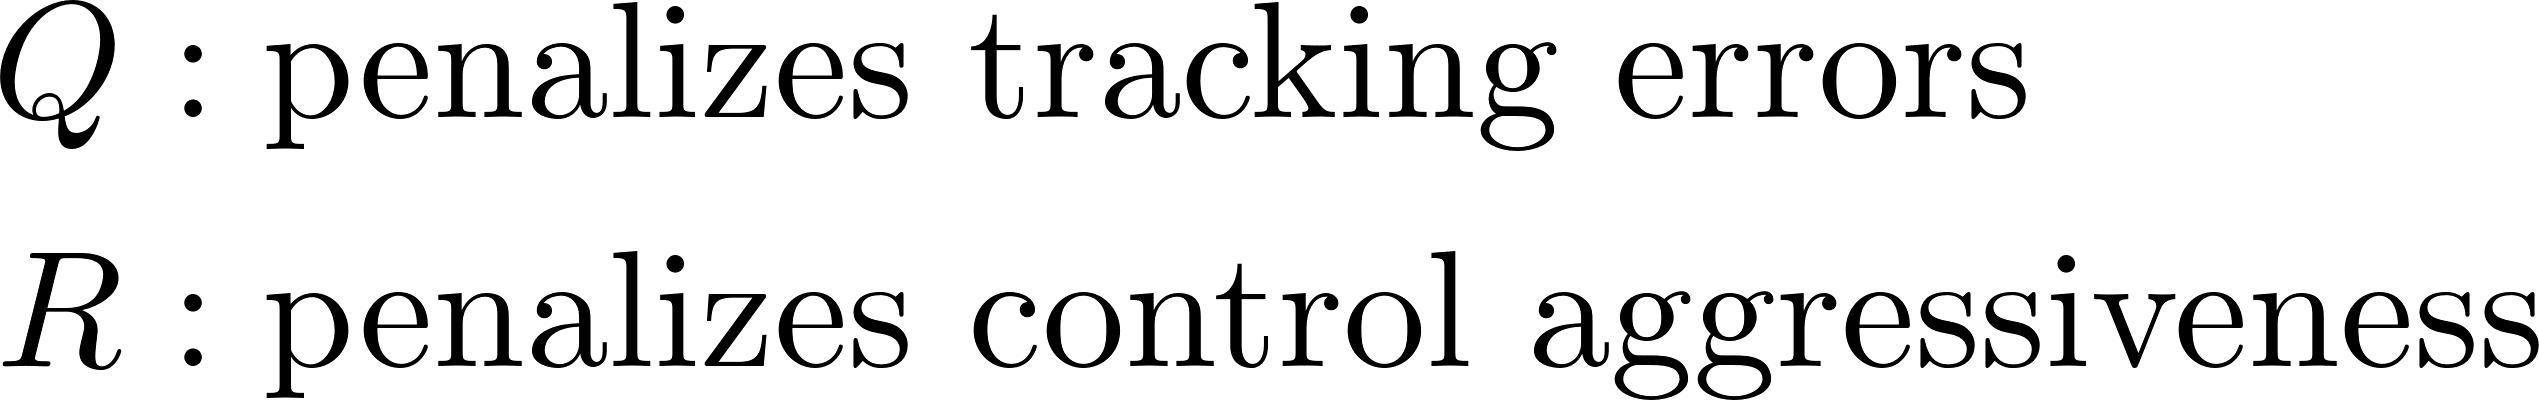 Q : penalizes tracking errors
R : penalizes control aggressiveness